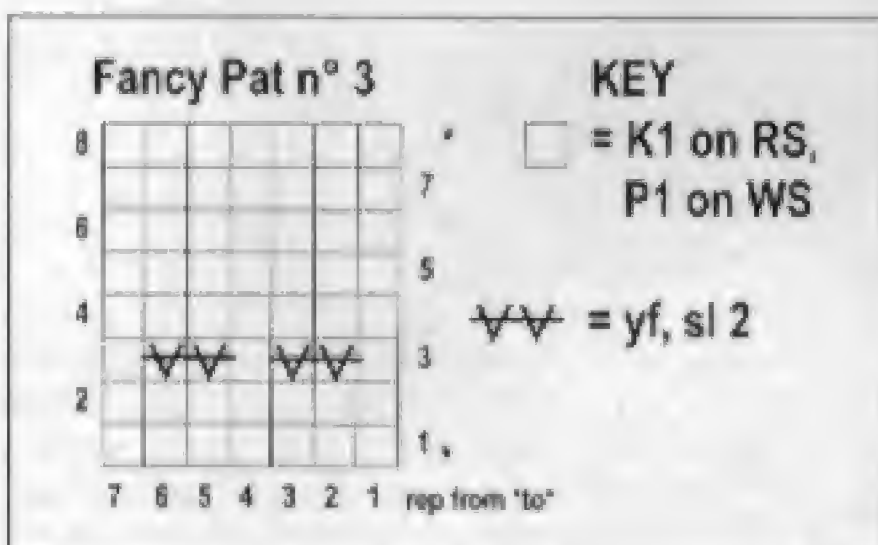 Fancy Pat n° 3
KEY
= K1 on RS,
P1 on WS
= yf, sl 2
8
7
6
5
4
3
2
1
7 6 5 4 3 2 1 rep from *to*